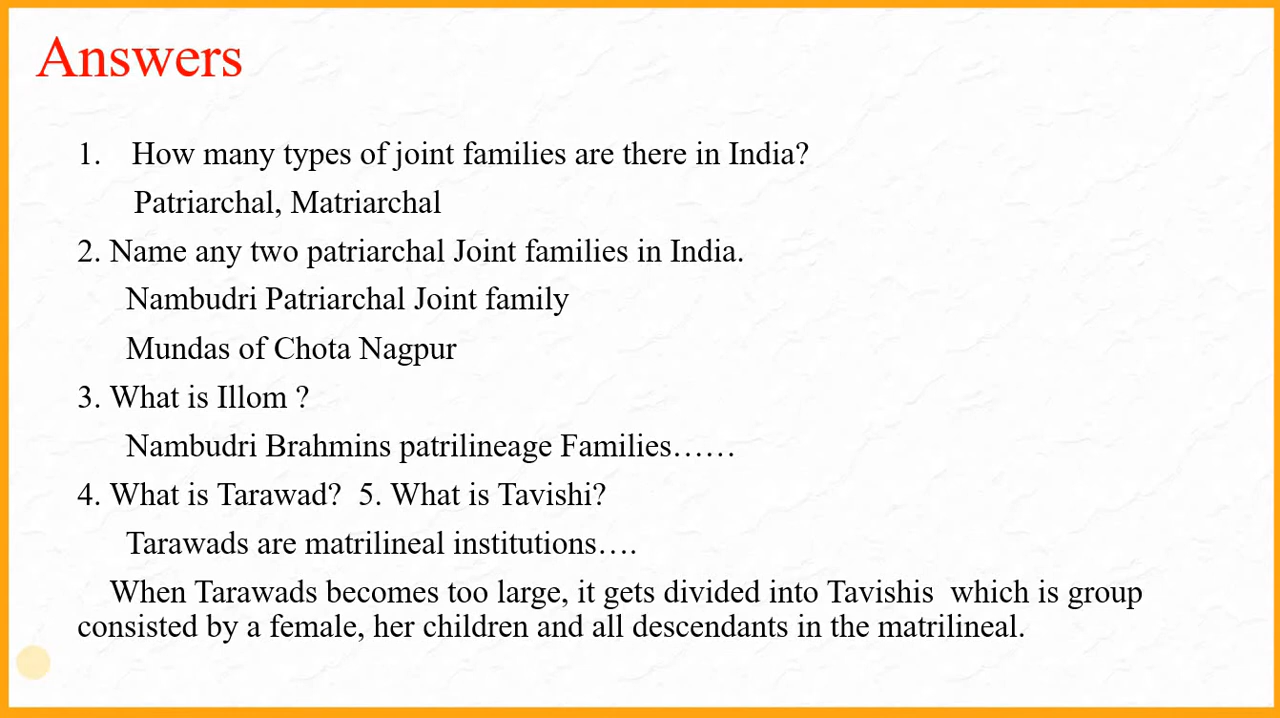 Answers
1. How many types of joint families are there in India?
Patriarchal, Matriarchal
2. Name any two patriarchal Joint families in India.
Nambudri Patriarchal Joint family
Mundas of Chota Nagpur
3. What is Illom ?
Nambudri Brahmins patrilineage Families……
4. What is Tarawad? 5. What is Tavishi?
Tarawads are matrilineal institutions….
When Tarawads becomes too large, it gets divided into Tavishis which is group
consisted by a female, her children and all descendants in the matrilineal.